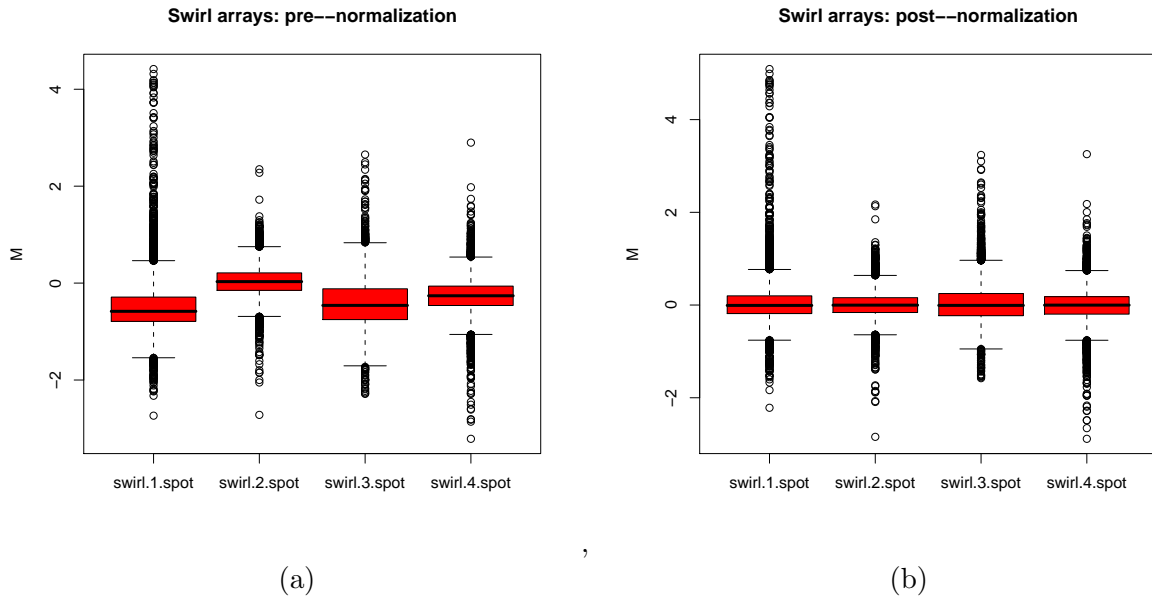 Swirl arrays: pre−−normalization
M
4
2
0
−2
swirl.1.spot swirl.2.spot swirl.3.spot swirl.4.spot
(a)
,
Swirl arrays: post−−normalization
M
4
2
0
−2
swirl.1.spot swirl.2.spot swirl.3.spot swirl.4.spot
(b)